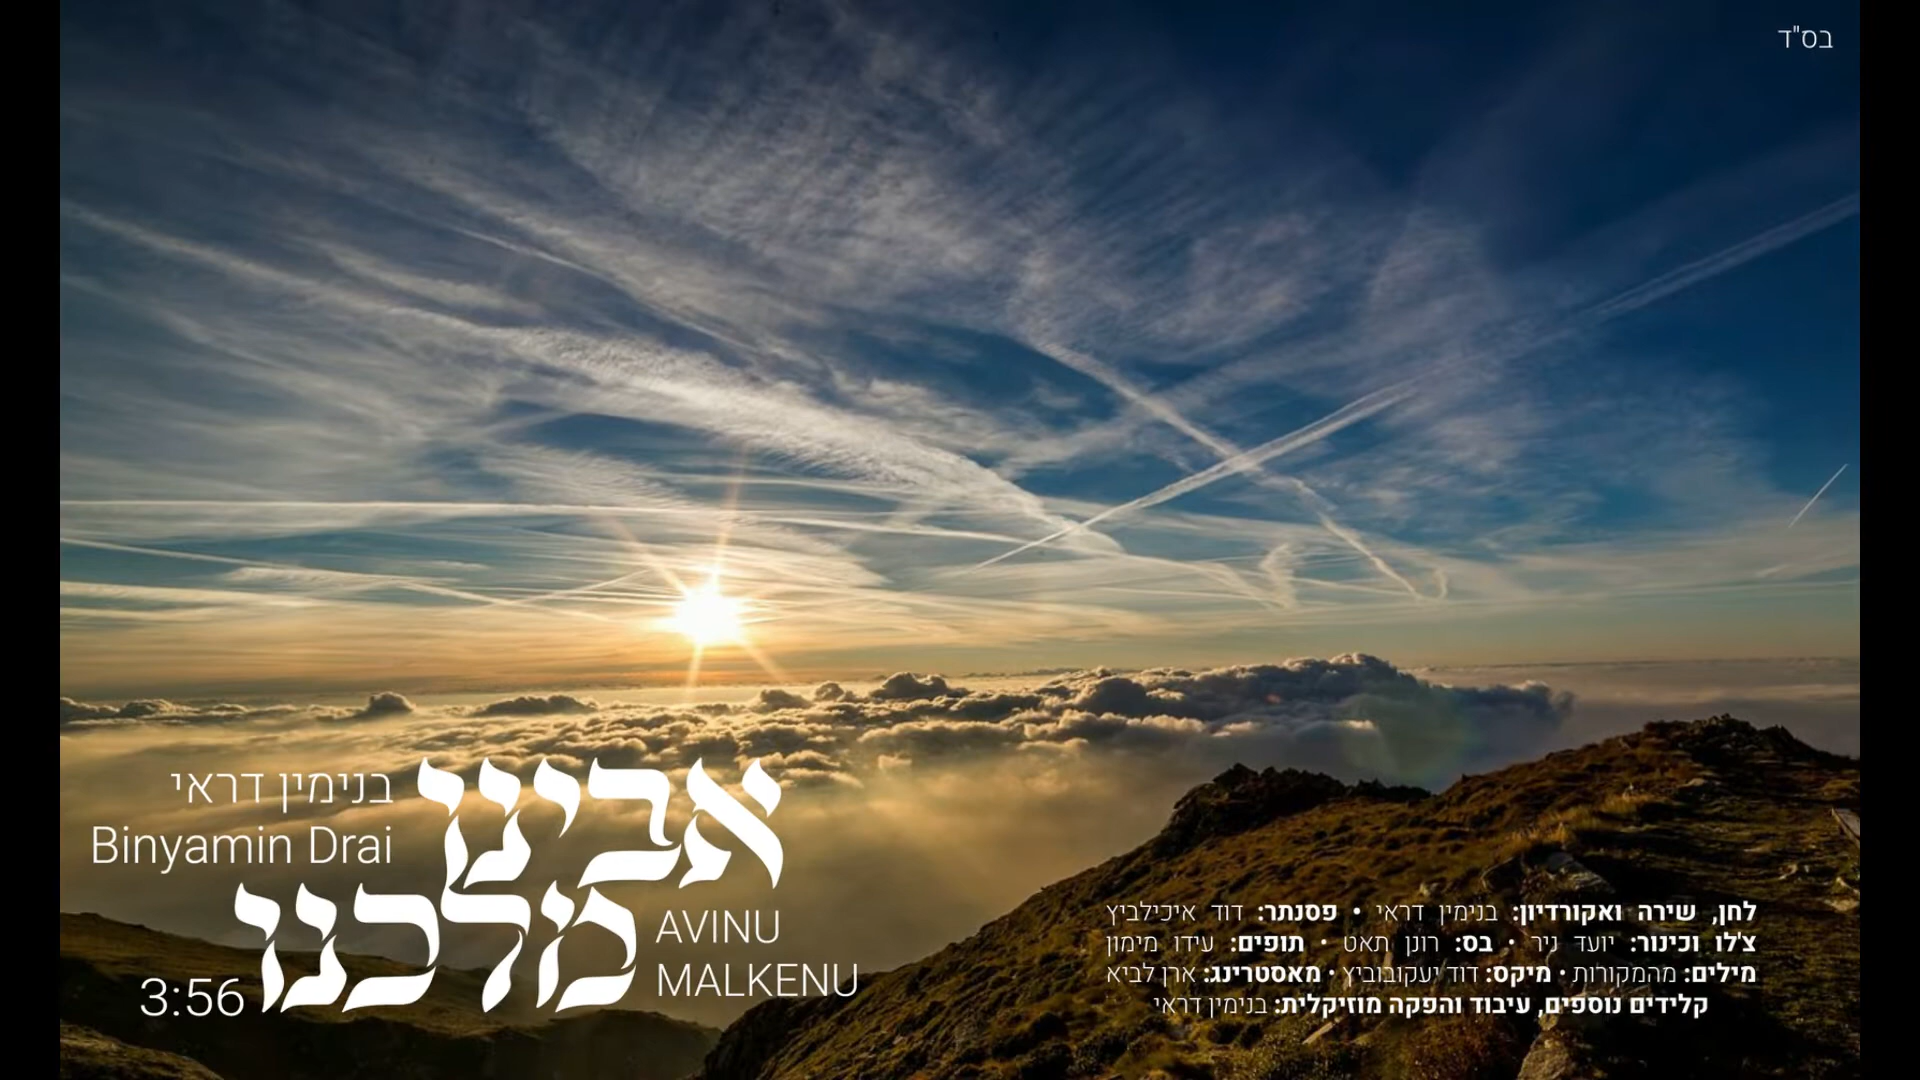 בס"ד
בנימין דראי
Binyamin Drai
אבינו
מלכנו
AVINU
MALKENU
3:56
לחן, שירה ואקורדיון: בנימין דראי • פסנתר: דוד איכילביץ
צ'לו וכינור: יועד ניר • בס: רונן תאט • תופים: עידו מימון
מילים: מהמקורות • מיקס: דוד יעקובוביץ • מאסטרינג: ארן לביא
קלידים נוספים, עיבוד והפקה מוזיקלית: בנימין דראי